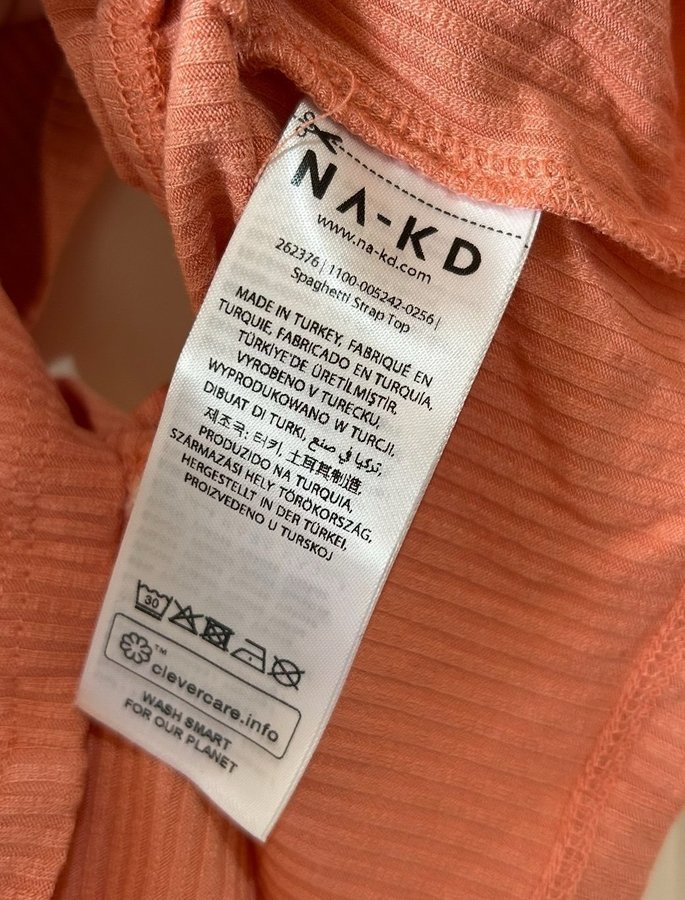 NA-KD
www.na-kd.com
262376 | 1100-005242-0256 |
Spaghetti Strap Top
MADE IN TURKEY, FABRIQUÉ EN
TURQUIE, FABRICADO EN TURQUIA,
TÜRKIYE'DE ÜRETİLMİŞTİR,
VYROBENO V TURECKU,
WYPRODUKOWANO W TURCJI,
DIBUAT DI TURKI, تركيا في صنع,
제조국: 터키, 土耳其制造,
PRODUZIDO NA TURQUIA,
SZÁRMAZÁSI HELY TÖRÖKORSZÁG,
HERGESTELLT IN DER TÜRKEI,
PROIZVEDENO U TURSKOJ
30
™
clevercare.info
WASH SMART
FOR OUR PLANET